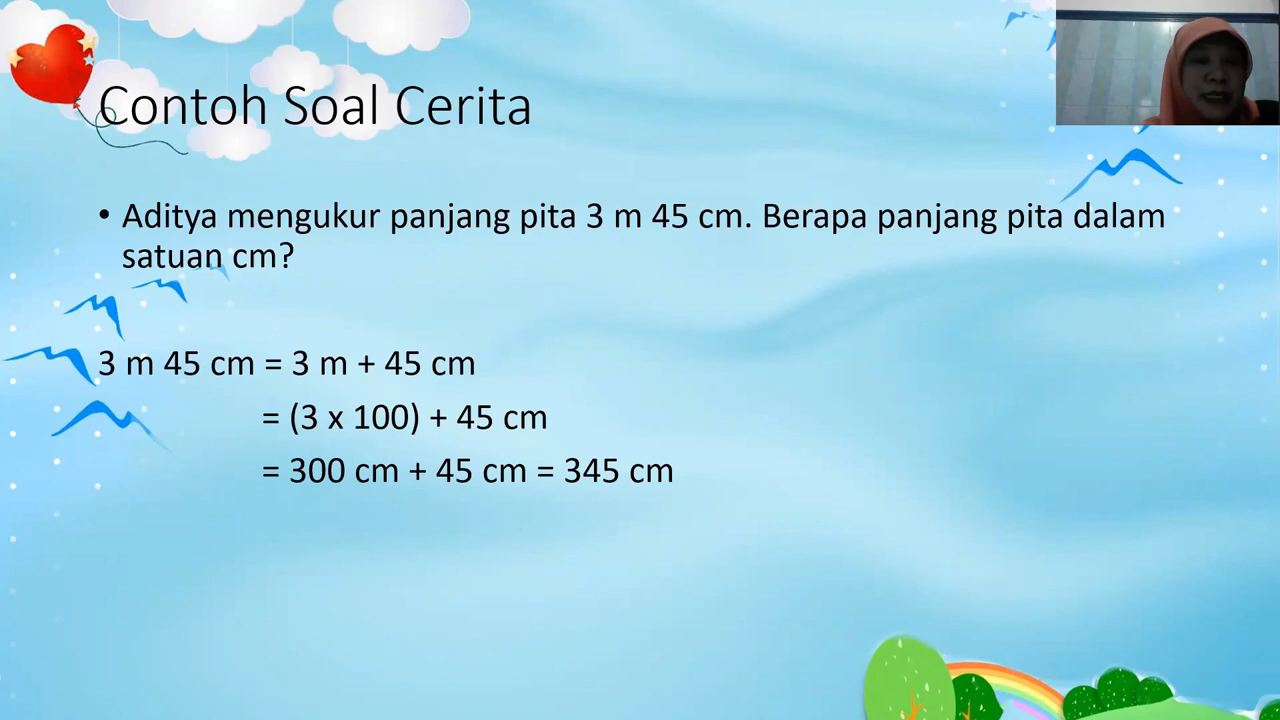 Contoh Soal Cerita
• Aditya mengukur panjang pita 3 m 45 cm. Berapa panjang pita dalam
satuan cm?
3 m 45 cm = 3 m + 45 cm
= (3 x 100) + 45 cm
= 300 cm + 45 cm = 345 cm